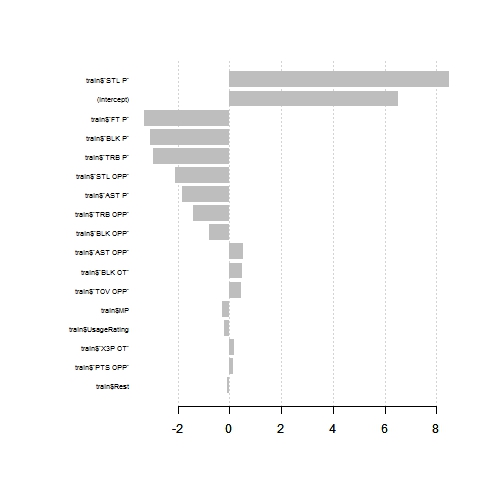 train$`STL P`
(Intercept)
train$`FT P`
train$`BLK P`
train$`TRB P`
train$`STL OPP`
train$`AST P`
train$`TRB OPP`
train$`BLK OPP`
train$`AST OPP`
train$`BLK OT`
train$`TOV OPP`
train$MP
train$UsageRating
train$`X3P OT`
train$`PTS OPP`
train$Rest
-2 0 2 4 6 8